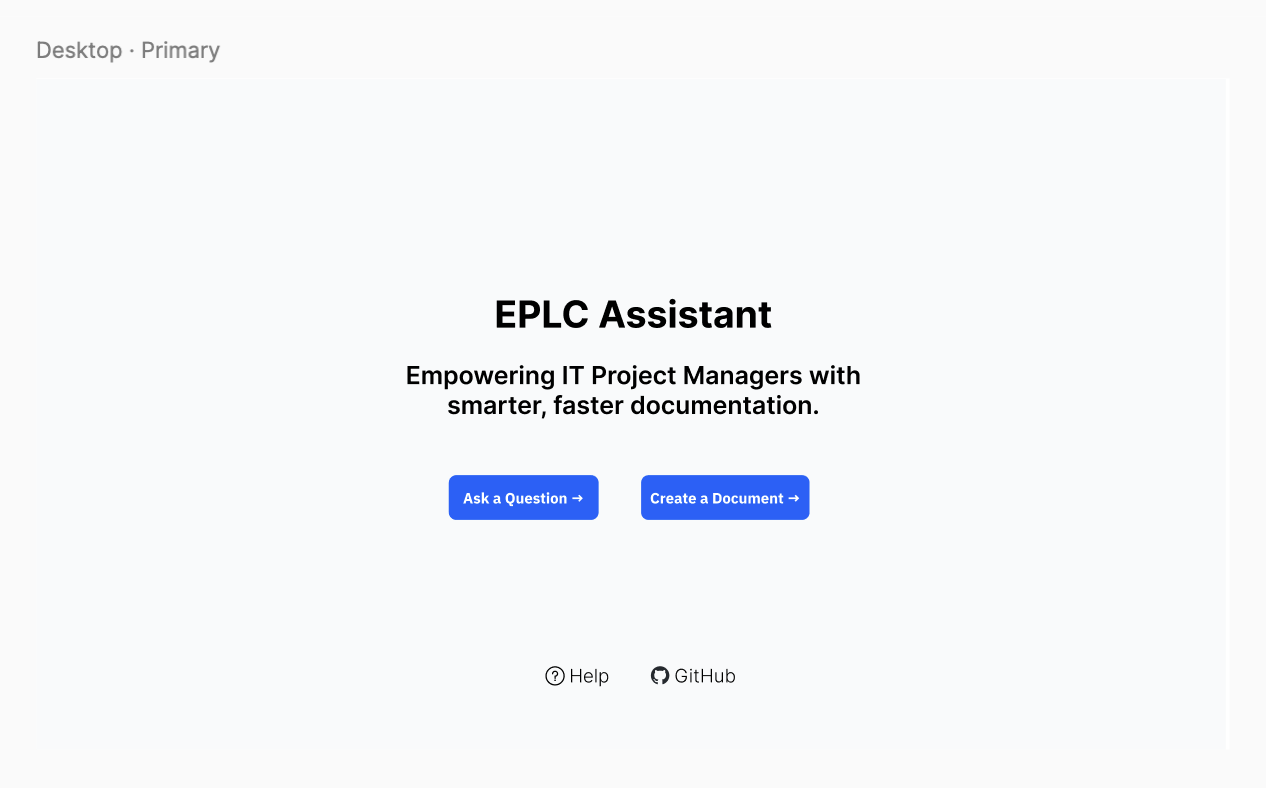 Desktop · Primary
EPLC Assistant
Empowering IT Project Managers with
smarter, faster documentation.
Ask a Question →
Create a Document →
Help
GitHub